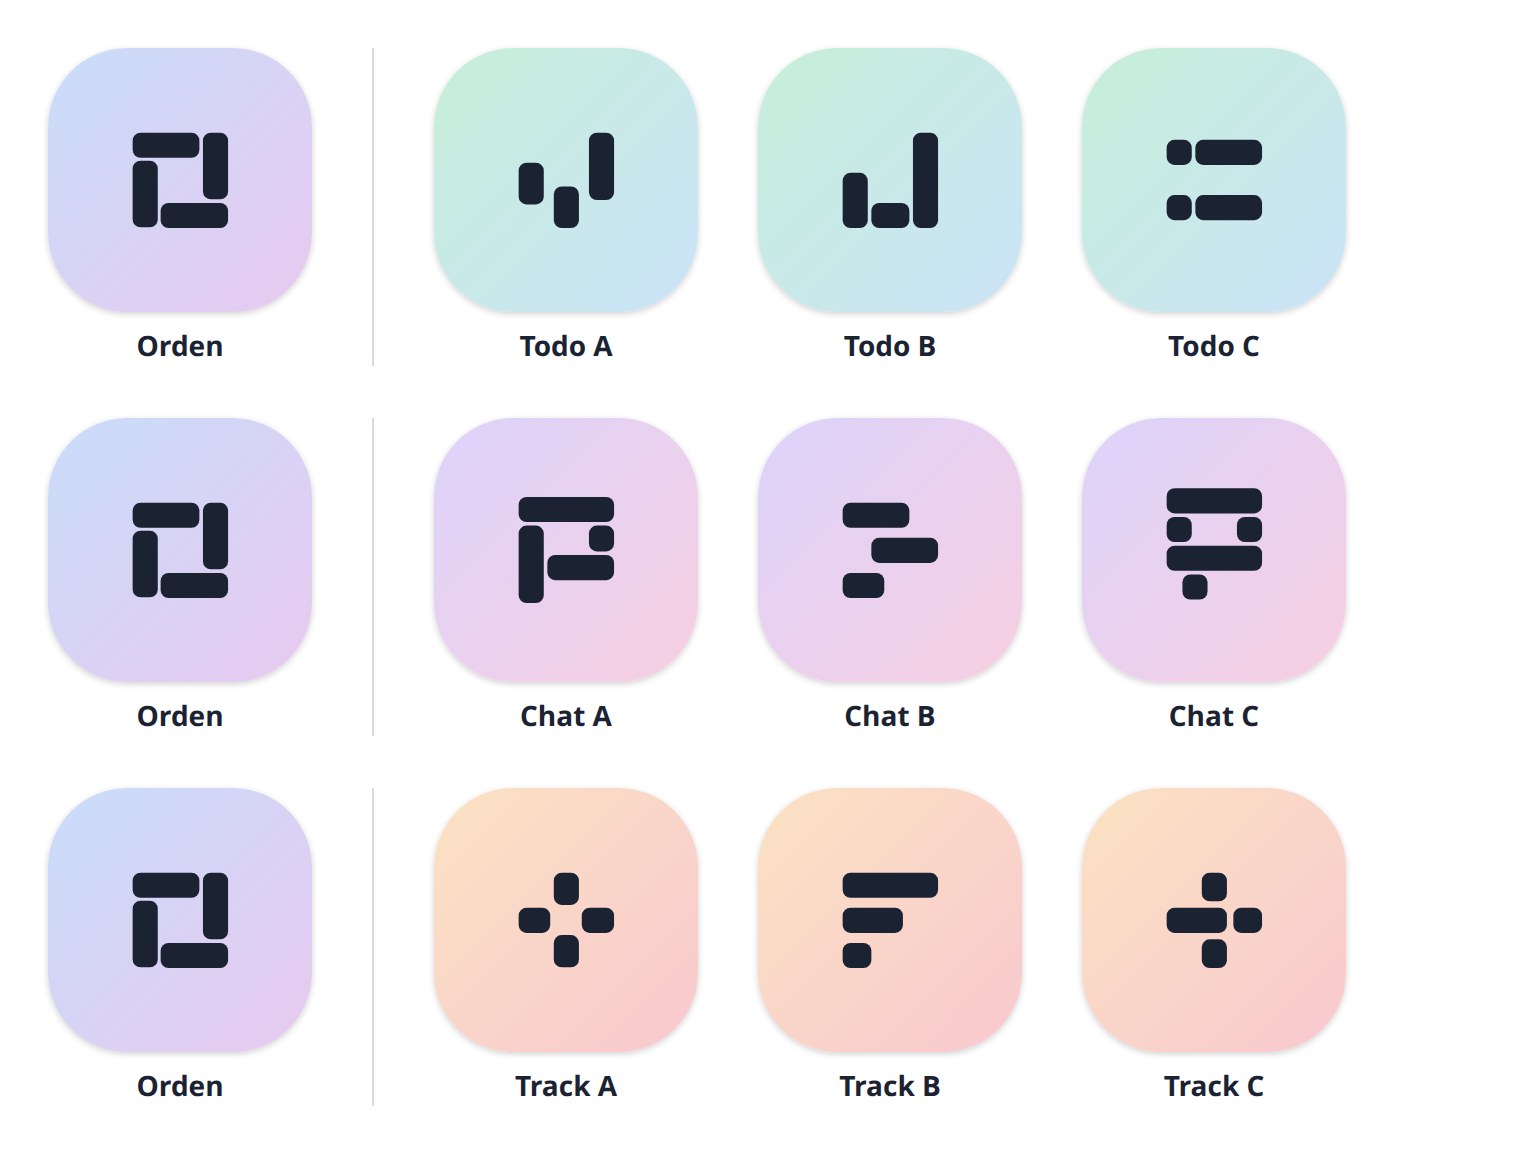 Orden
Todo A
Todo B
Todo C
Orden
Chat A
Chat B
Chat C
Orden
Track A
Track B
Track C